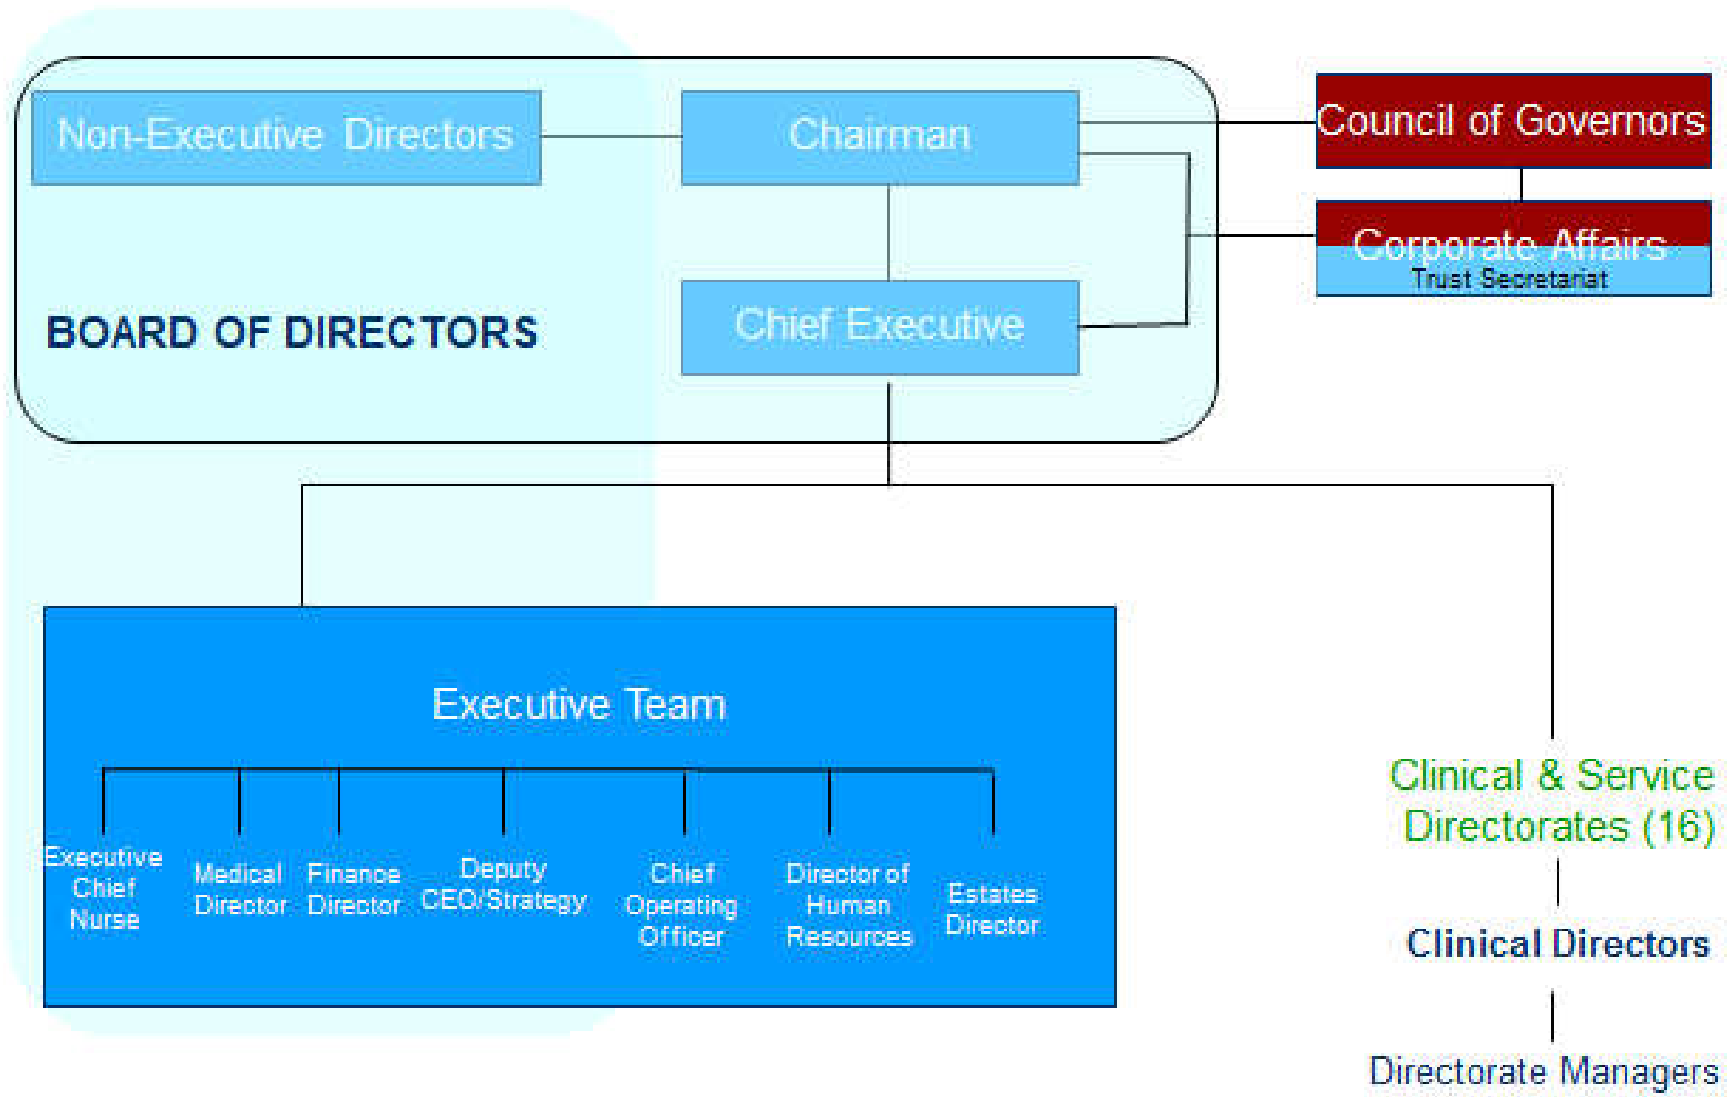 Non-Executive Directors
Chairman
Council of Governors
Corporate Affairs
Trust Secretariat
BOARD OF DIRECTORS
Chief Executive
Executive Team
Executive
Chief
Nurse
Medical
Director
Finance
Director
Deputy
CEO/Strategy
Chief
Operating
Officer
Director of
Human
Resources
Estates
Director
Clinical & Service
Directorates (16)
Clinical Directors
Directorate Managers